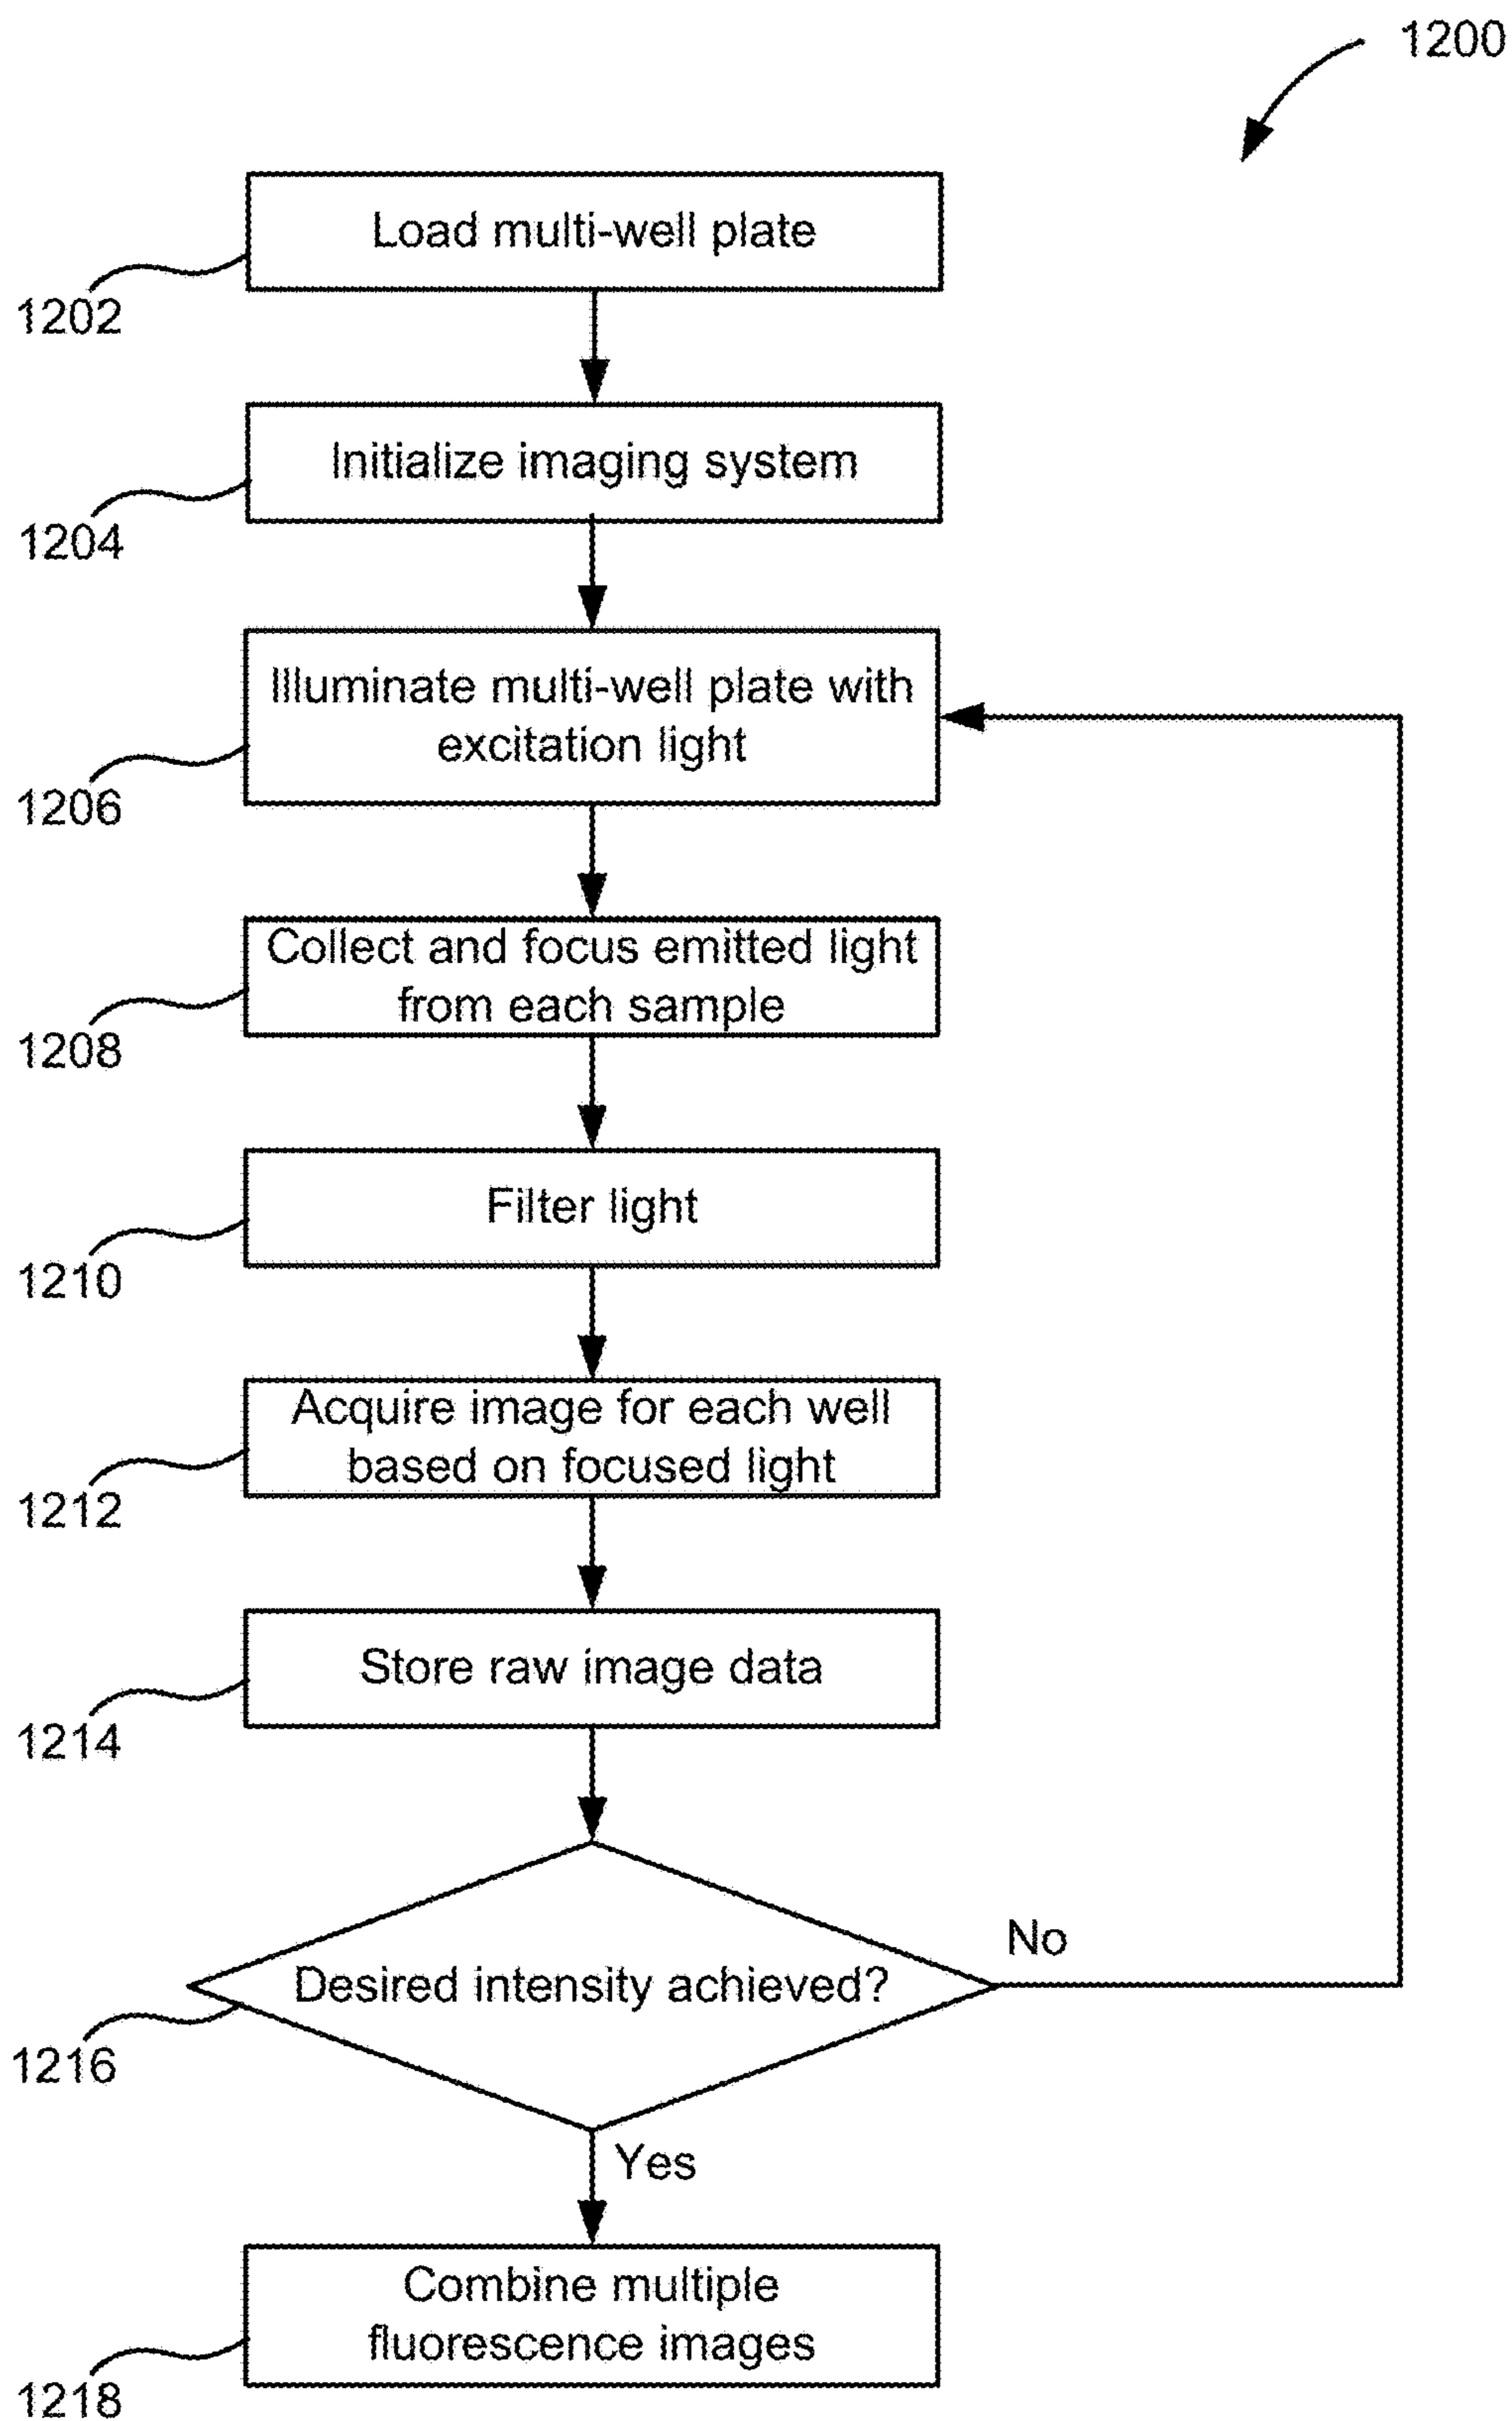 1200
Load multi-well plate
1202
Initialize imaging system
1204
Illuminate multi-well plate with
excitation light
1206
Collect and focus emitted light
from each sample
1208
Filter light
1210
Acquire image for each well
based on focused light
1212
Store raw image data
1214
No
Desired intensity achieved?
1216
Yes
Combine multiple
fluorescence images
1218